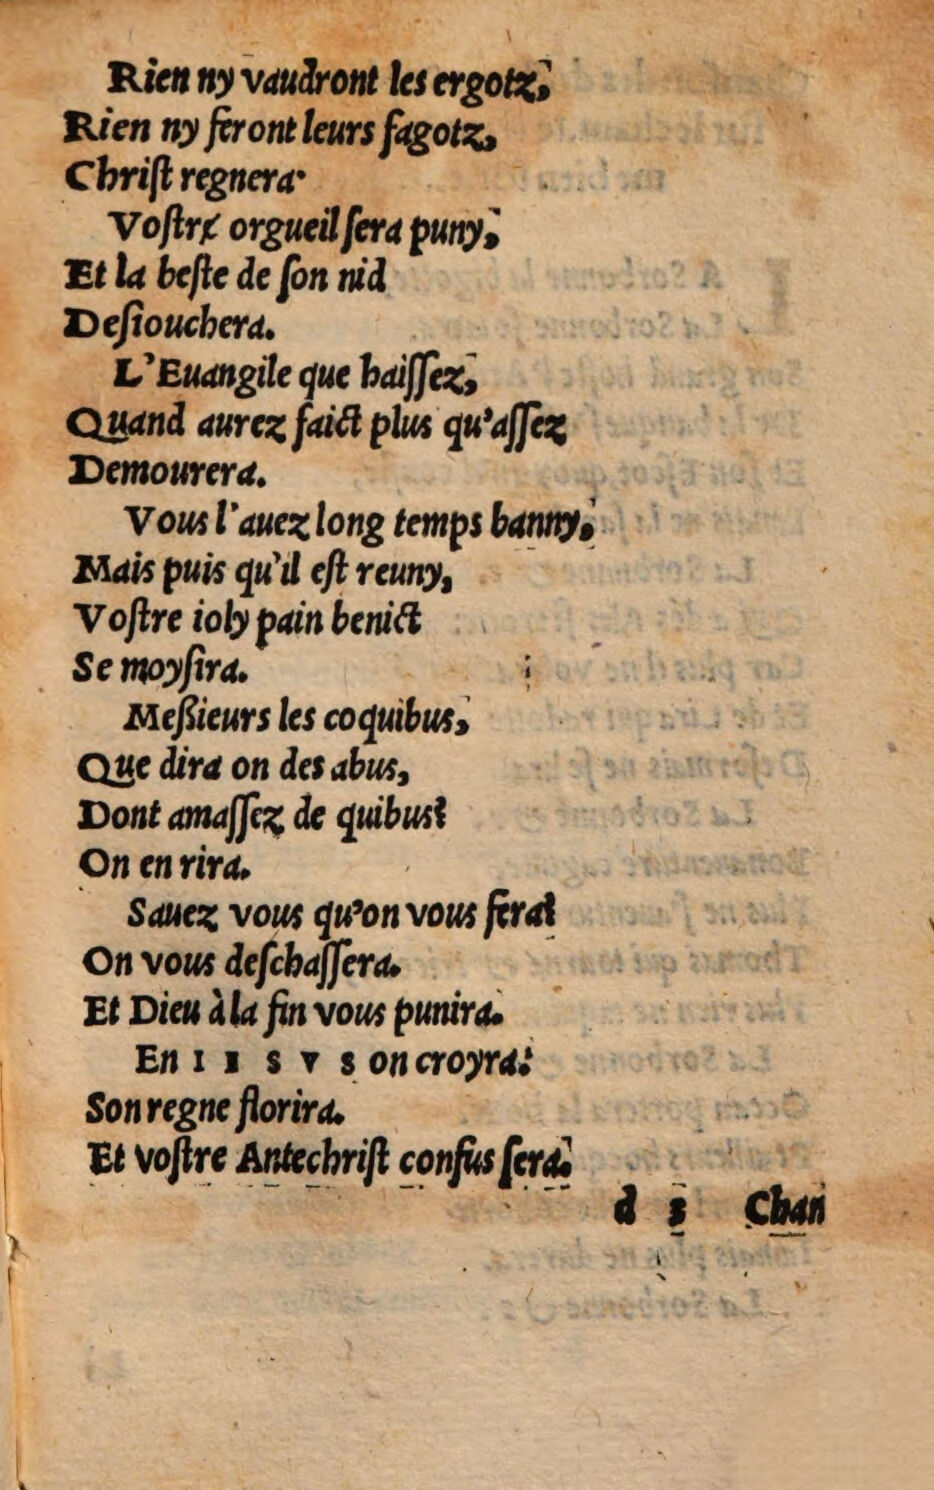 Rien ny vaudront les ergotz,
Rien ny feront leurs fagotz,
Chriſt regnera.
Voſtre orgueil ſera puny,
Et la beſte de ſon nid
Deſiouchera.
L'Euangile que haiſſez,
Quand aurez faict plus qu'aſſez
Demourera.
Vous l'auez long temps banny,
Mais puis qu'il eſt reuny,
Voſtre ioly pain benict
Se moyſira.
Meßieurs les coquibus,
Que dira on des abus,
Dont amaſſez de quibus?
On en rira.
Sauez vous qu'on vous fera?
On vous deſchaſſera.
Et Dieu à la fin vous punira.
En I E S V S on croyra:
Son regne florira.
Et voſtre Antechriſt confus ſera.
d 3 Chan